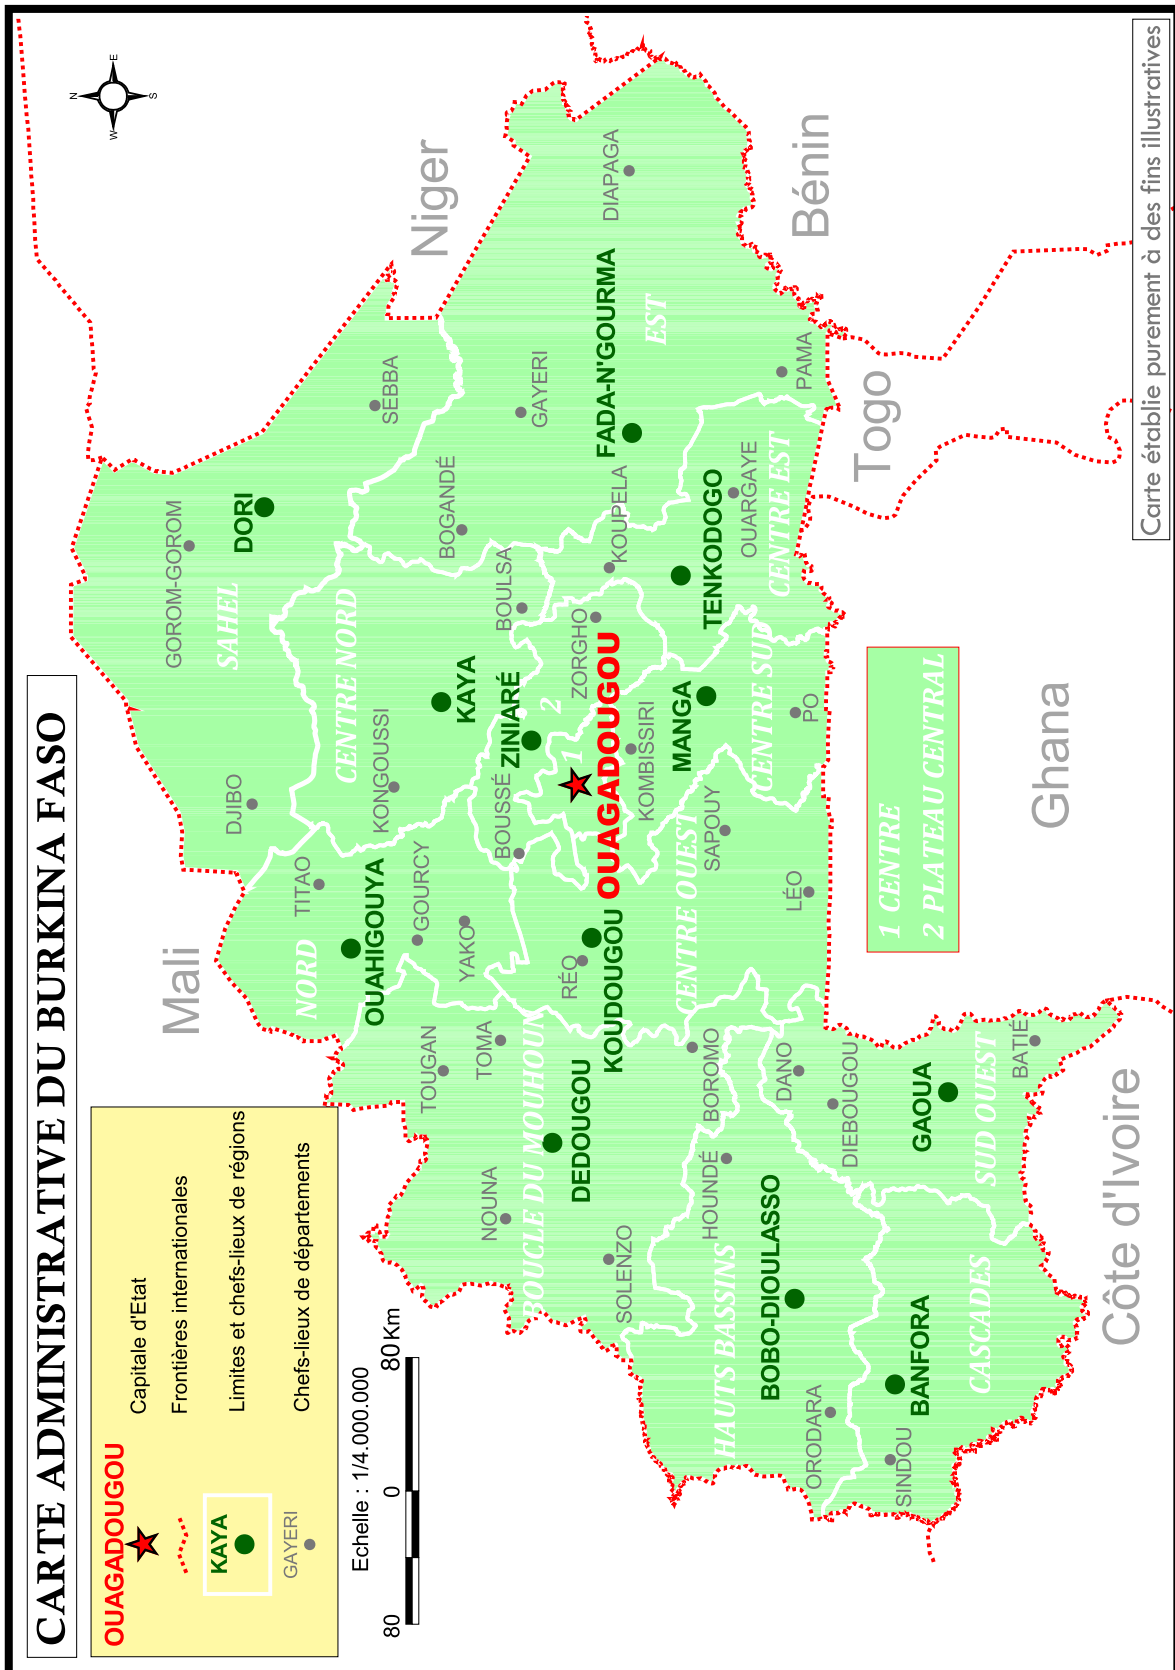 CARTE ADMINISTRATIVE DU BURKINA FASO
N
E
S
W
OUAGADOUGOU
Capitale d'Etat
Frontières internationales
KAYA
Limites et chefs-lieux de régions
GAYERI
Chefs-lieux de départements
Echelle : 1/4.000.000
80
0
80Km
Mali
Niger
Bénin
Togo
Ghana
Côte d'Ivoire
SAHEL
GOROM-GOROM
DORI
DJIBO
SEBBA
NORD
TITAO
OUAHIGOUYA
GOURCY
YAKO
CENTRE NORD
KONGOUSSI
KAYA
BOULSA
EST
BOGANDÉ
GAYERI
FADA-N'GOURMA
DIAPAGA
PAMA
BOUCLE DU MOUHOUN
TOUGAN
TOMA
NOUNA
DEDOUGOU
SOLENZO
BOROMO
2
BOUSSÉ
ZINIARÉ
ZORGHO
1
OUAGADOUGOU
CENTRE OUEST
RÉO
KOUDOUGOU
SAPOUY
LÉO
CENTRE SUD
KOMBISSIRI
MANGA
PO
CENTRE EST
KOUPELA
TENKODOGO
OUARGAYE
HAUTS BASSINS
HOUNDÉ
BOBO-DIOULASSO
ORODARA
SUD OUEST
DANO
DIEBOUGOU
GAOUA
BATIÉ
CASCADES
BANFORA
SINDOU
1 CENTRE
2 PLATEAU CENTRAL
Carte établie purement à des fins illustratives